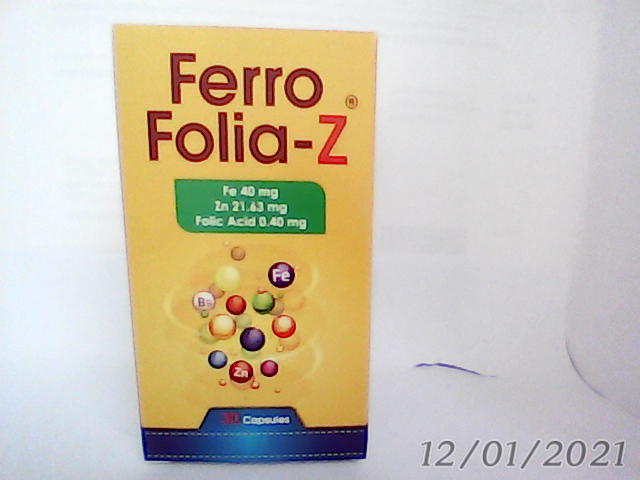 Ferro
Folia-Z ®
Fe 40 mg
Zn 21.63 mg
Folic Acid 0.40 mg
Fe
Zn
Capsules
12/01/2021